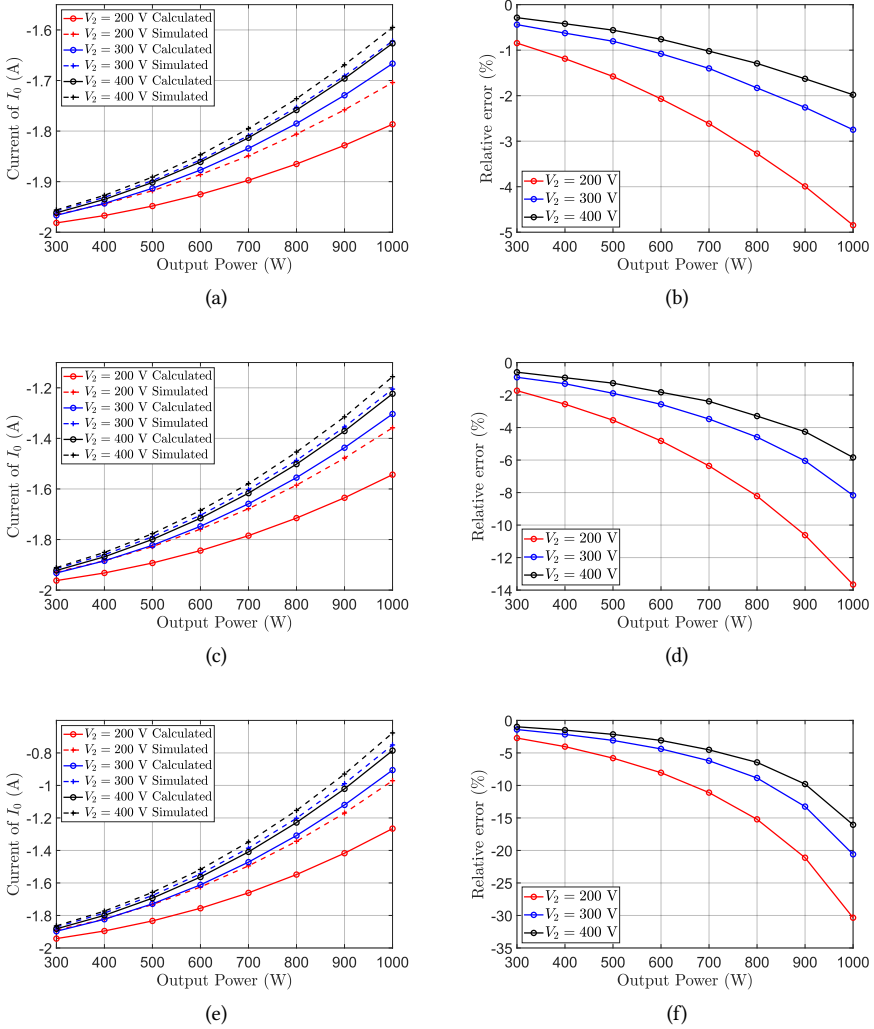 Current of I₀ (A)
-1.6
-1.7
-1.8
-1.9
-2
V₂ = 200 V Calculated
V₂ = 200 V Simulated
V₂ = 300 V Calculated
V₂ = 300 V Simulated
V₂ = 400 V Calculated
V₂ = 400 V Simulated
300 400 500 600 700 800 900 1000
Output Power (W)
(a)
Relative error (%)
0
-1
-2
-3
-4
-5
V₂ = 200 V
V₂ = 300 V
V₂ = 400 V
300 400 500 600 700 800 900 1000
Output Power (W)
(b)
Current of I₀ (A)
-1.2
-1.4
-1.6
-1.8
-2
V₂ = 200 V Calculated
V₂ = 200 V Simulated
V₂ = 300 V Calculated
V₂ = 300 V Simulated
V₂ = 400 V Calculated
V₂ = 400 V Simulated
300 400 500 600 700 800 900 1000
Output Power (W)
(c)
Relative error (%)
0
-2
-4
-6
-8
-10
-12
-14
V₂ = 200 V
V₂ = 300 V
V₂ = 400 V
300 400 500 600 700 800 900 1000
Output Power (W)
(d)
Current of I₀ (A)
-0.8
-1
-1.2
-1.4
-1.6
-1.8
-2
V₂ = 200 V Calculated
V₂ = 200 V Simulated
V₂ = 300 V Calculated
V₂ = 300 V Simulated
V₂ = 400 V Calculated
V₂ = 400 V Simulated
300 400 500 600 700 800 900 1000
Output Power (W)
(e)
Relative error (%)
0
-5
-10
-15
-20
-25
-30
-35
V₂ = 200 V
V₂ = 300 V
V₂ = 400 V
300 400 500 600 700 800 900 1000
Output Power (W)
(f)